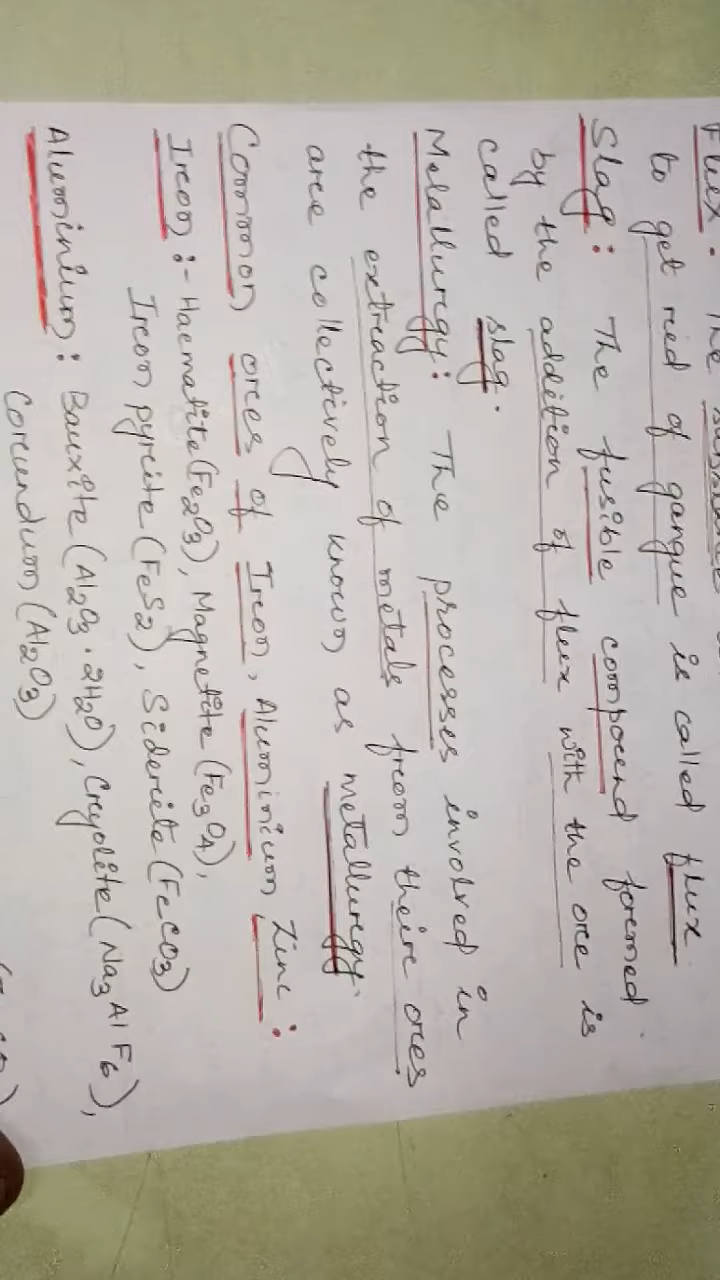 Flux: The
to get rid of gangue is called flux.
Slag: The fusible compound formed
by the addition of flux with the ore is
called slag.
Metallurgy: The processes involved in
the extraction of metals from their ores
are collectively known as metallurgy.
Common ores of Iron, Aluminium, Zinc:
Iron:- Haematite (Fe2O3), Magnetite (Fe3O4),
Iron pyrite (FeS2), Siderite (FeCO3)
Aluminium: Bauxite (Al2O3·2H2O), Cryolite (Na3AlF6),
Corundum (Al2O3)